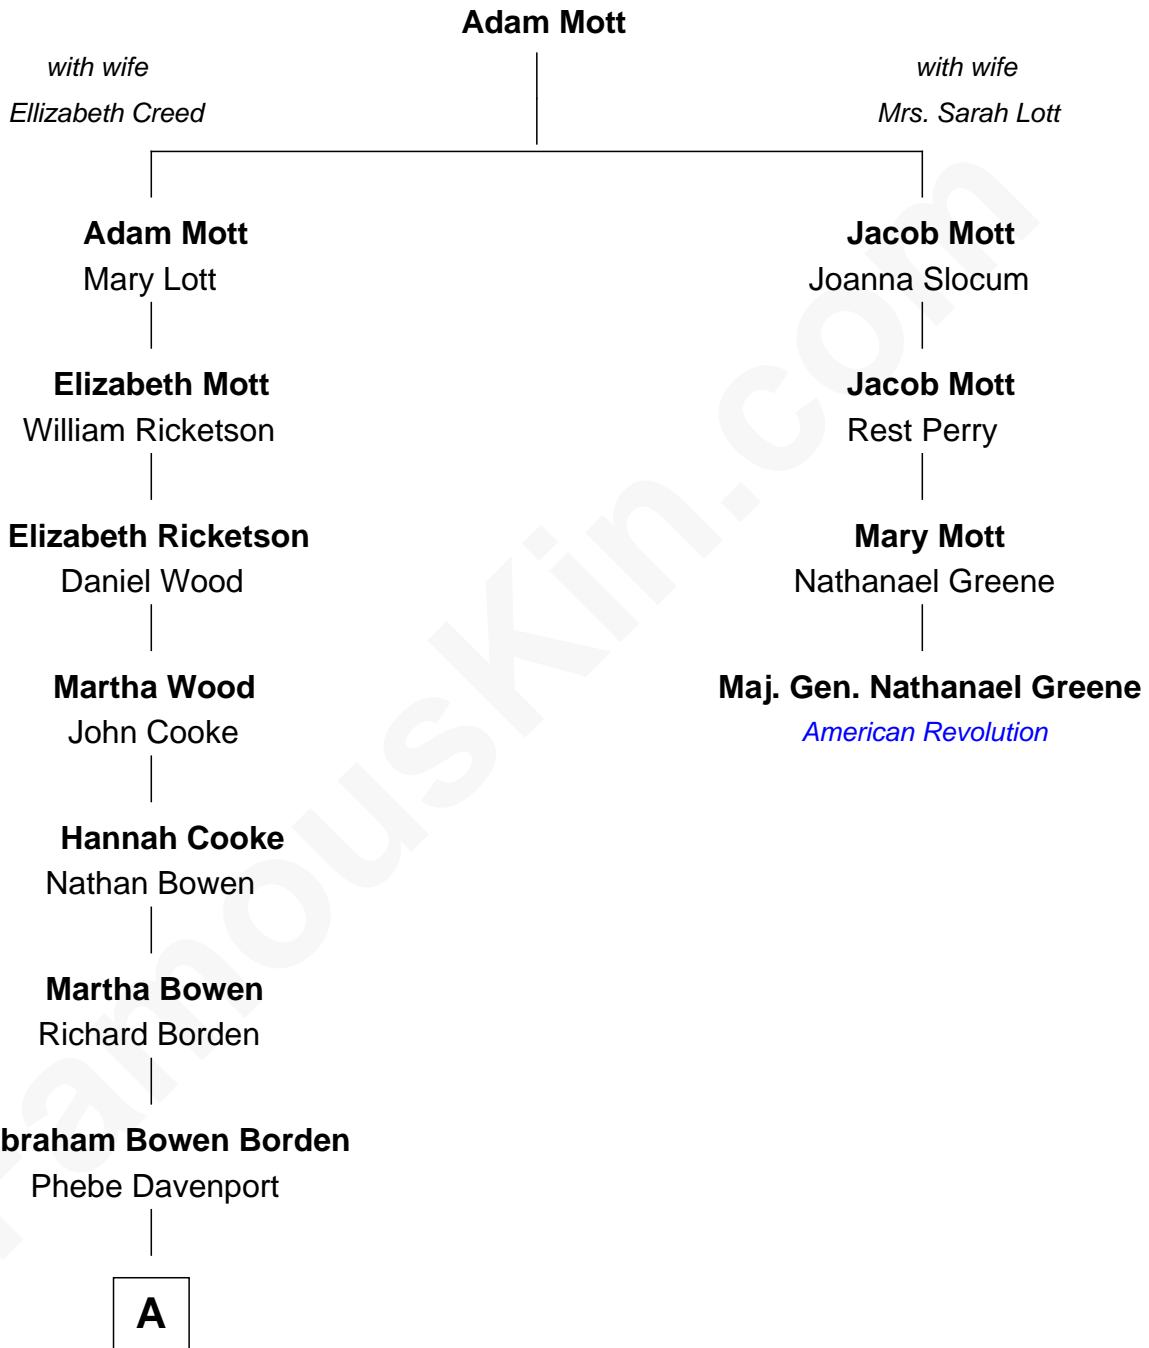 Adam Mott
with wife
Ellizabeth Creed
with wife
Mrs. Sarah Lott
Adam Mott
Mary Lott
Jacob Mott
Joanna Slocum
Elizabeth Mott
William Ricketson
Jacob Mott
Rest Perry
Elizabeth Ricketson
Daniel Wood
Mary Mott
Nathanael Greene
Martha Wood
John Cooke
Maj. Gen. Nathanael Greene
American Revolution
Hannah Cooke
Nathan Bowen
Martha Bowen
Richard Borden
braham Bowen Borden
Phebe Davenport
A
FamousKin.com